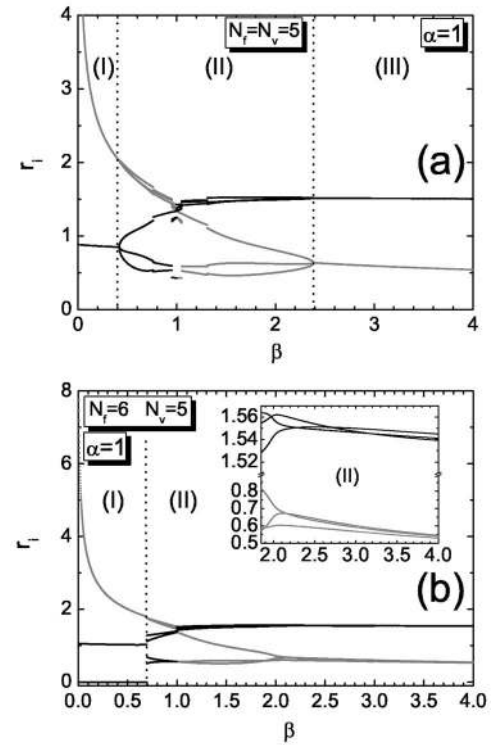 4
N_f=N_v=5
α=1
(I)
(II)
(III)
3
r_i
2
(a)
1
0
0
1
2
3
4
β
8
N_f=6 N_v=5
α=1
1.56
1.54
1.52
0.8
0.7
0.6
0.5
(II)
2.0
2.5
3.0
3.5
4.0
6
(I)
(II)
r_i
4
2
(b)
0
0.0
0.5
1.0
1.5
2.0
2.5
3.0
3.5
4.0
β